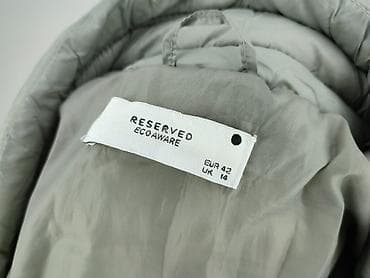 RESERVED
ECOAWARE
EUR 42
UK 14